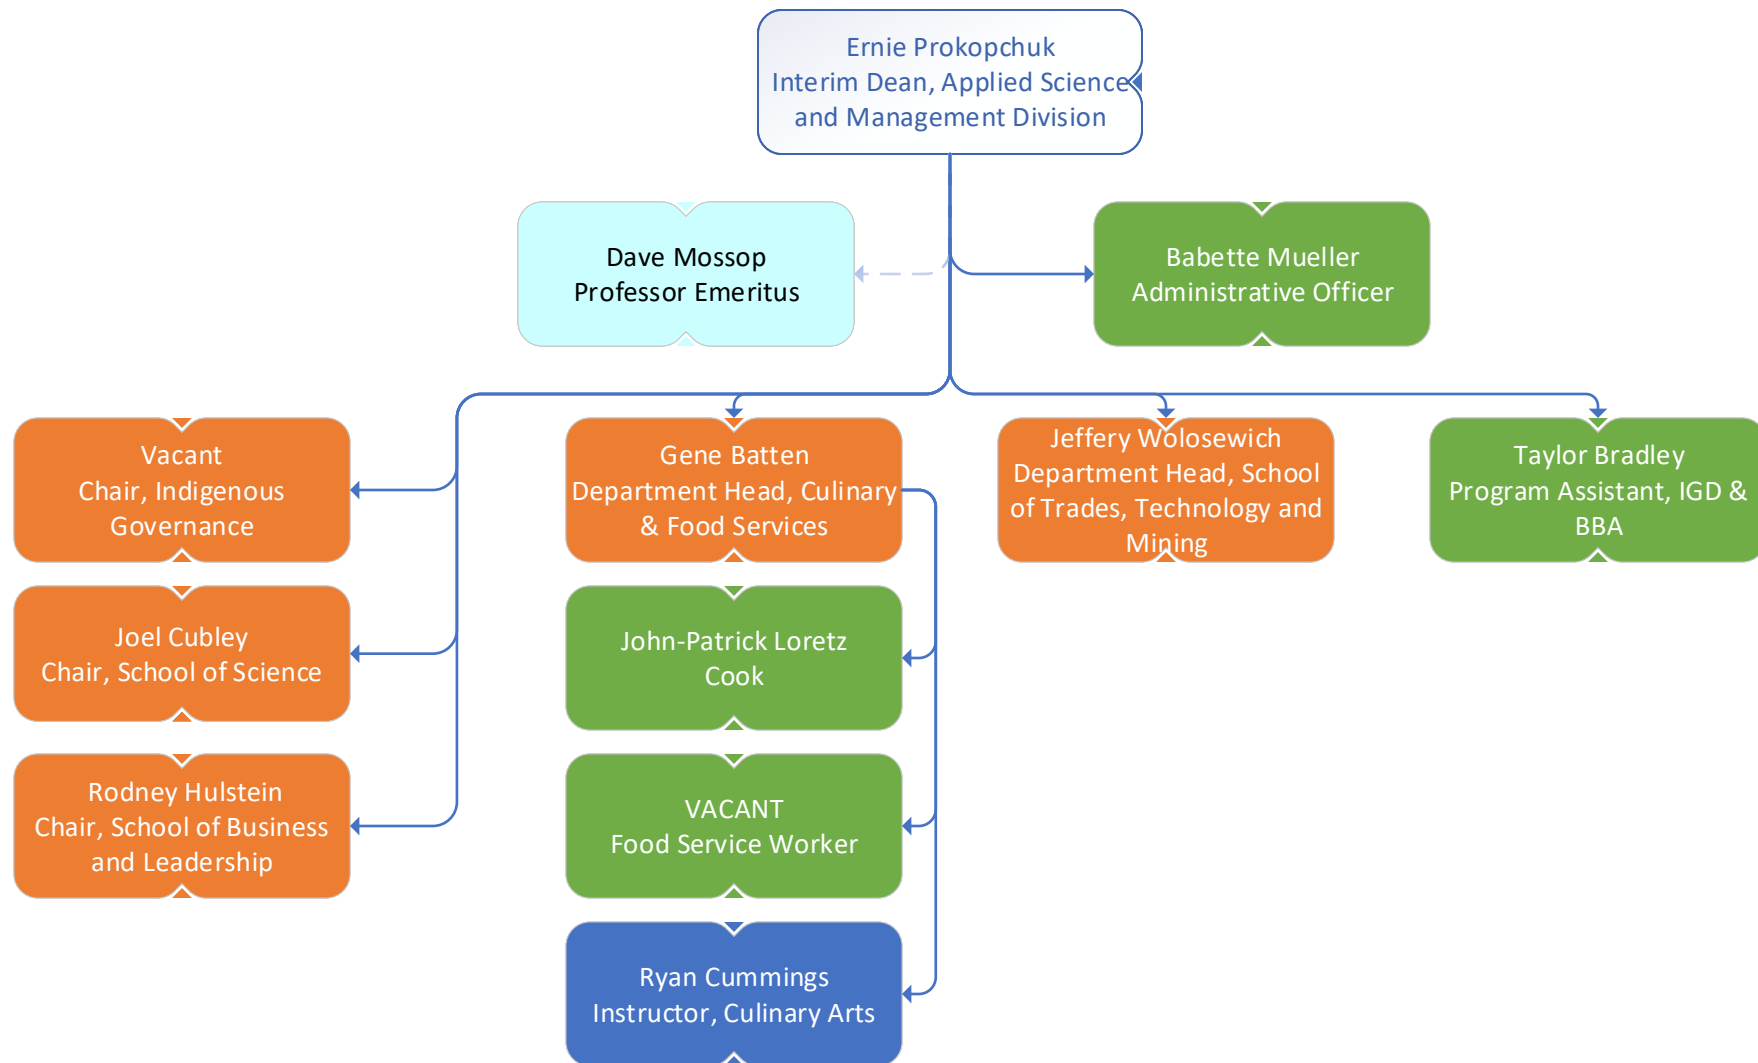 Ernie Prokopchuk
Interim Dean, Applied Science
and Management Division
Dave Mossop
Professor Emeritus
Babette Mueller
Administrative Officer
Vacant
Chair, Indigenous
Governance
Gene Batten
Department Head, Culinary
& Food Services
Jeffery Wolosewich
Department Head, School
of Trades, Technology and
Mining
Taylor Bradley
Program Assistant, IGD &
BBA
Joel Cubley
Chair, School of Science
John-Patrick Loretz
Cook
Rodney Hulstein
Chair, School of Business
and Leadership
VACANT
Food Service Worker
Ryan Cummings
Instructor, Culinary Arts